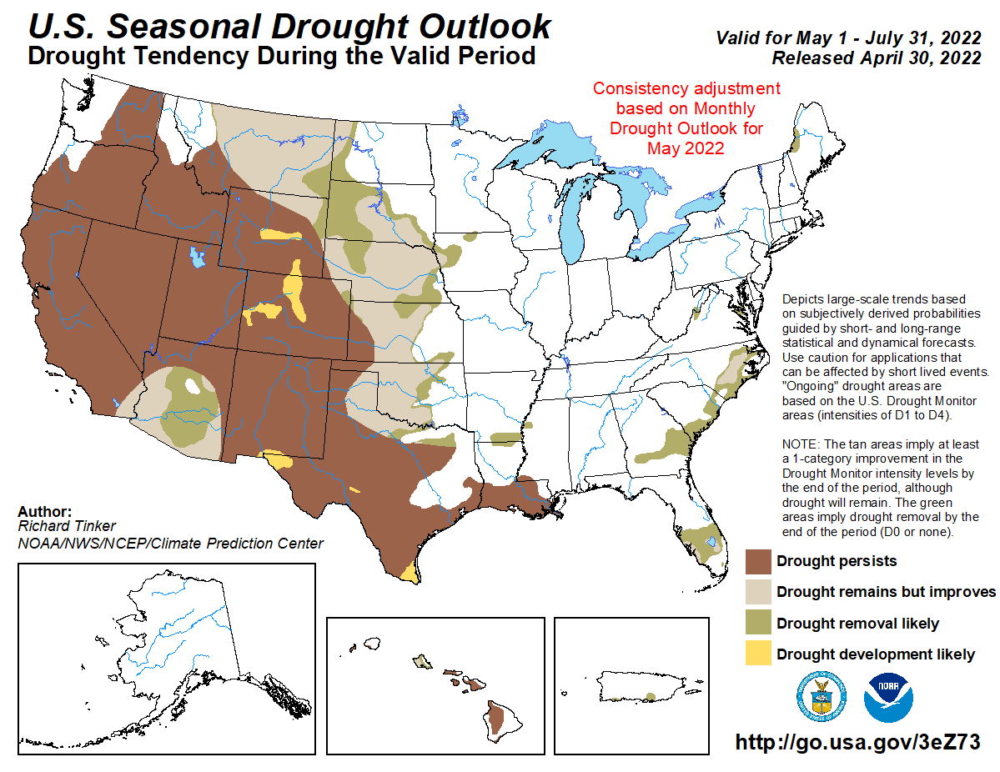 U.S. Seasonal Drought Outlook
Drought Tendency During the Valid Period
Valid for May 1 - July 31, 2022
Released April 30, 2022
Consistency adjustment
based on Monthly
Drought Outlook for
May 2022
Depicts large-scale trends based
on subjectively derived probabilities
guided by short- and long-range
statistical and dynamical forecasts.
Use caution for applications that
can be affected by short lived events.
"Ongoing" drought areas are
based on the U.S. Drought Monitor
areas (intensities of D1 to D4).
NOTE: The tan areas imply at least
a 1-category improvement in the
Drought Monitor intensity levels by
the end of the period, although
drought will remain. The green
areas imply drought removal by the
end of the period (D0 or none).
Author:
Richard Tinker
NOAA/NWS/NCEP/Climate Prediction Center
Drought persists
Drought remains but improves
Drought removal likely
Drought development likely
NOAA
http://go.usa.gov/3eZ73